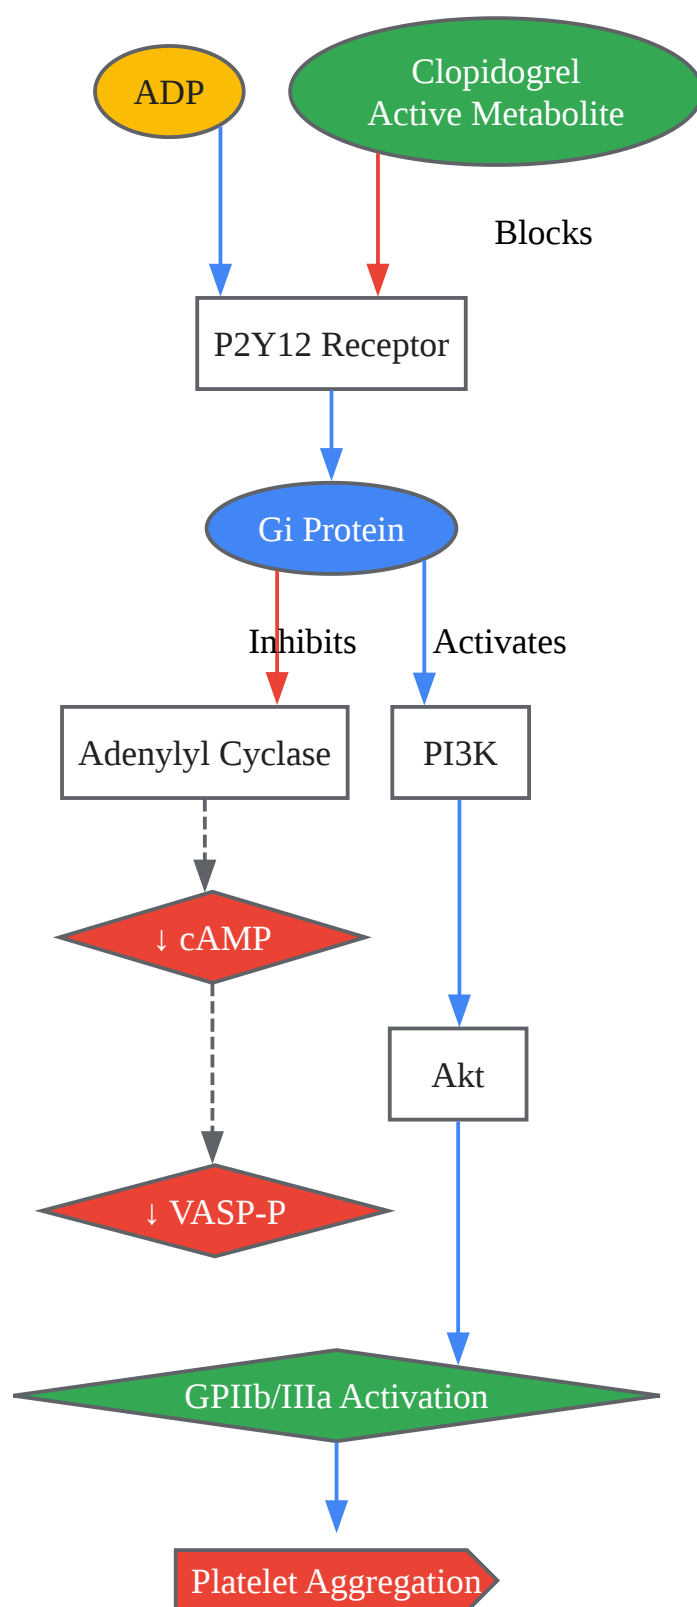 ADP
Clopidogrel
Active Metabolite
Blocks
P2Y12 Receptor
Gi Protein
Inhibits
Activates
Adenylyl Cyclase
PI3K
↓ cAMP
Akt
↓ VASP-P
GPIIb/IIIa Activation
Platelet Aggregation